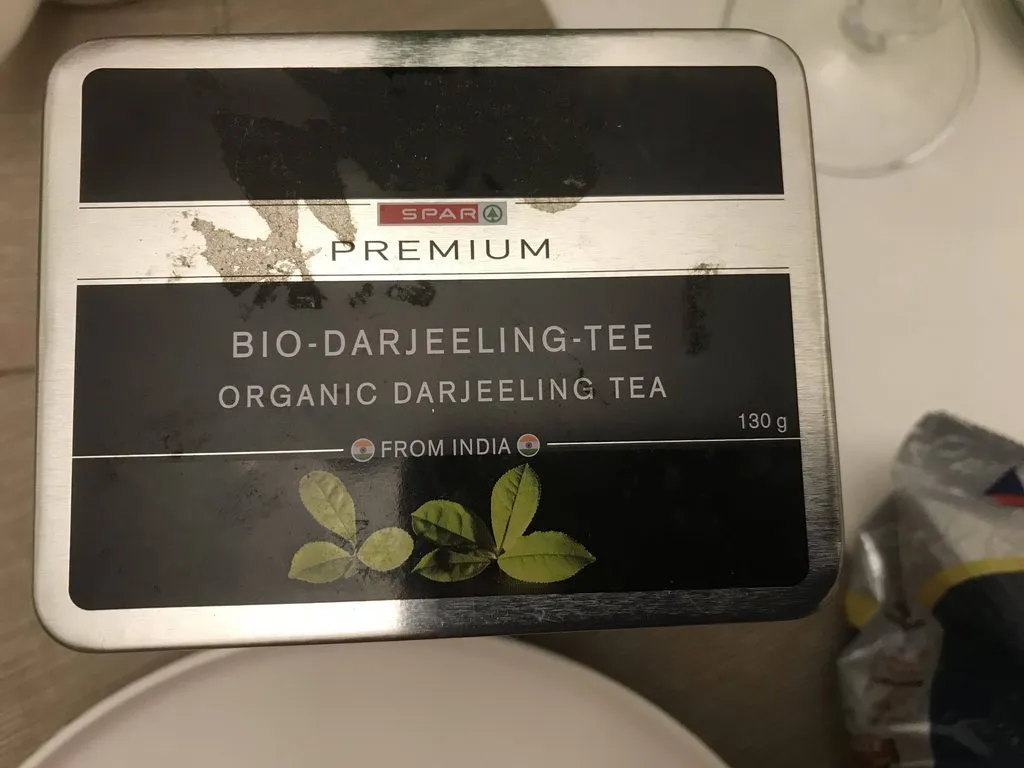 SPAR
PREMIUM
BIO-DARJEELING-TEE
ORGANIC DARJEELING TEA
130 g
FROM INDIA